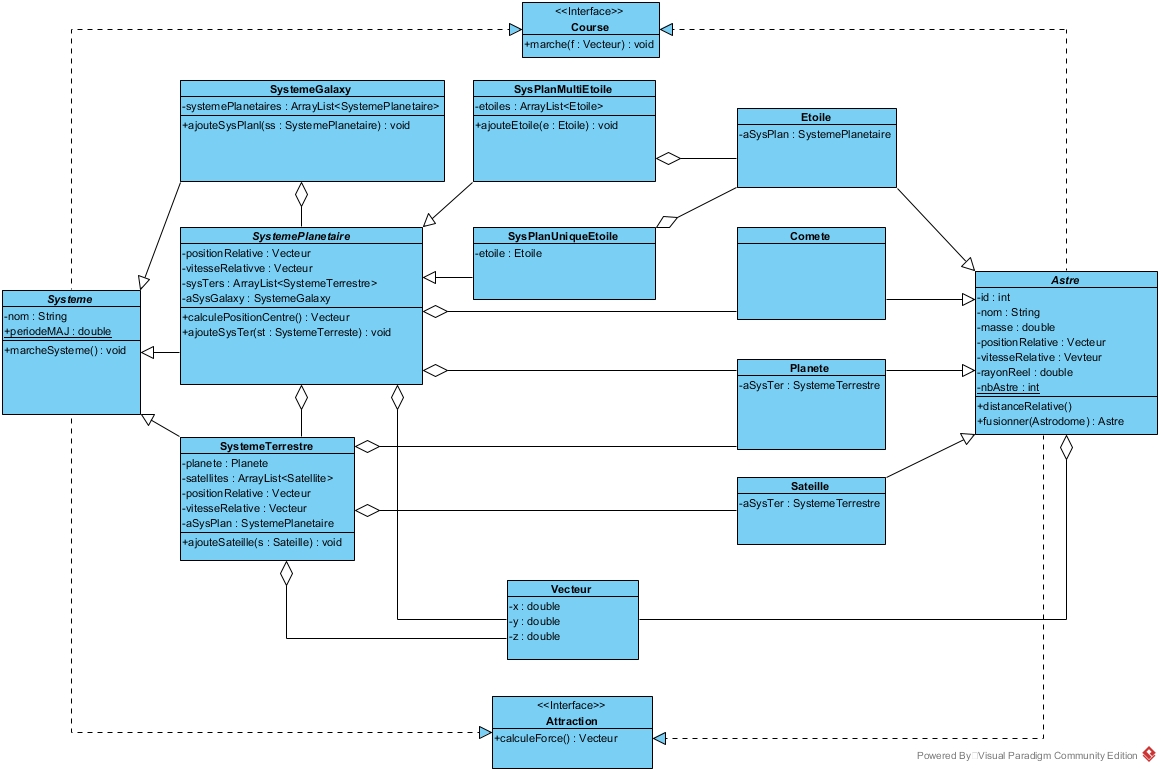 <<Interface>>
Course
+marche(f : Vecteur) : void
SystemeGalaxy
-systemePlanetaires : ArrayList<SystemePlanetaire>
+ajouteSysPlanl(ss : SystemePlanetaire) : void
SysPlanMultiEtoile
-etoiles : ArrayList<Etoile>
+ajouteEtoile(e : Etoile) : void
Etoile
-aSysPlan : SystemePlanetaire
SystemePlanetaire
-positionRelative : Vecteur
-vitesseRelativve : Vecteur
-sysTers : ArrayList<SystemeTerrestre>
-aSysGalaxy : SystemeGalaxy
+calculePositionCentre() : Vecteur
+ajouteSysTer(st : SystemeTerreste) : void
SysPlanUniqueEtoile
-etoile : Etoile
Comete
Systeme
-nom : String
+periodeMAJ : double
+marcheSysteme() : void
Astre
-id : int
-nom : String
-masse : double
-positionRelative : Vecteur
-vitesseRelative : Vevteur
-rayonReel : double
-nbAstre : int
+distanceRelative()
+fusionner(Astrodome) : Astre
Planete
-aSysTer : SystemeTerrestre
SystemeTerrestre
-planete : Planete
-satellites : ArrayList<Satellite>
-positionRelative : Vecteur
-vitesseRelative : Vecteur
-aSysPlan : SystemePlanetaire
+ajouteSateille(s : Sateille) : void
Sateille
-aSysTer : SystemeTerrestre
Vecteur
-x : double
-y : double
-z : double
<<Interface>>
Attraction
+calculeForce() : Vecteur
Powered By Visual Paradigm Community Edition